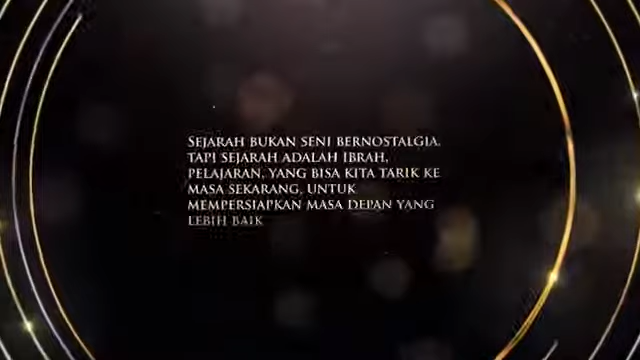 SEJARAH BUKAN SENI BERNOSTALGIA.
TAPI SEJARAH ADALAH IBRAH,
PELAJARAN, YANG BISA KITA TARIK KE
MASA SEKARANG, UNTUK
MEMPERSIAPKAN MASA DEPAN YANG
LEBIH BAIK